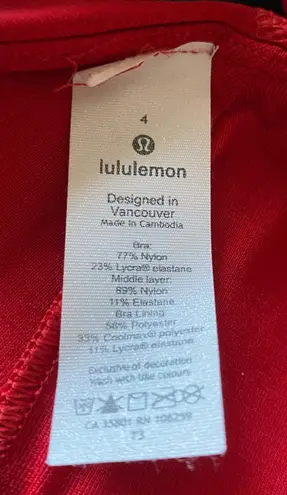 4
lululemon
Designed in
Vancouver
Made in Cambodia
Bra:
77% Nylon
23% Lycra® elastane
Middle layer:
89% Nylon
11% Elastane
Bra Lining
56% Polyester
33% Coolmax® polyester
11% Lycra® elastane
Exclusive of decoration
Wash with like colours
CA 35801 RN 106259
T3